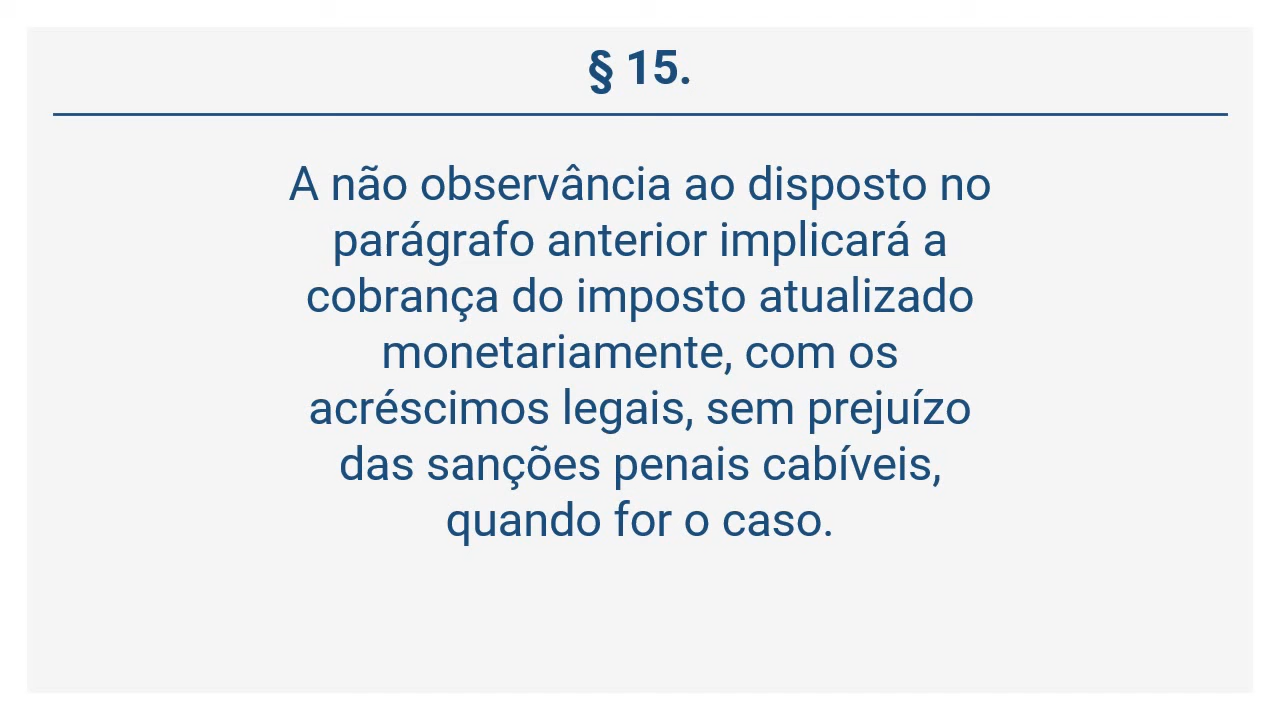 § 15.
A não observância ao disposto no
parágrafo anterior implicará a
cobrança do imposto atualizado
monetariamente, com os
acréscimos legais, sem prejuízo
das sanções penais cabíveis,
quando for o caso.